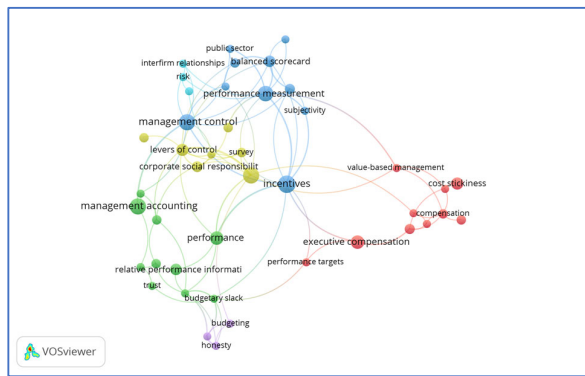 public sector
interfirm relationships
balanced scorecard
risk
performance measurement
subjectivity
management control
levers of control
survey
corporate social responsibilit
value-based management
incentives
cost stickiness
management accounting
compensation
performance
executive compensation
performance targets
relative performance informati
trust
budgetary slack
budgeting
honesty
VOSviewer